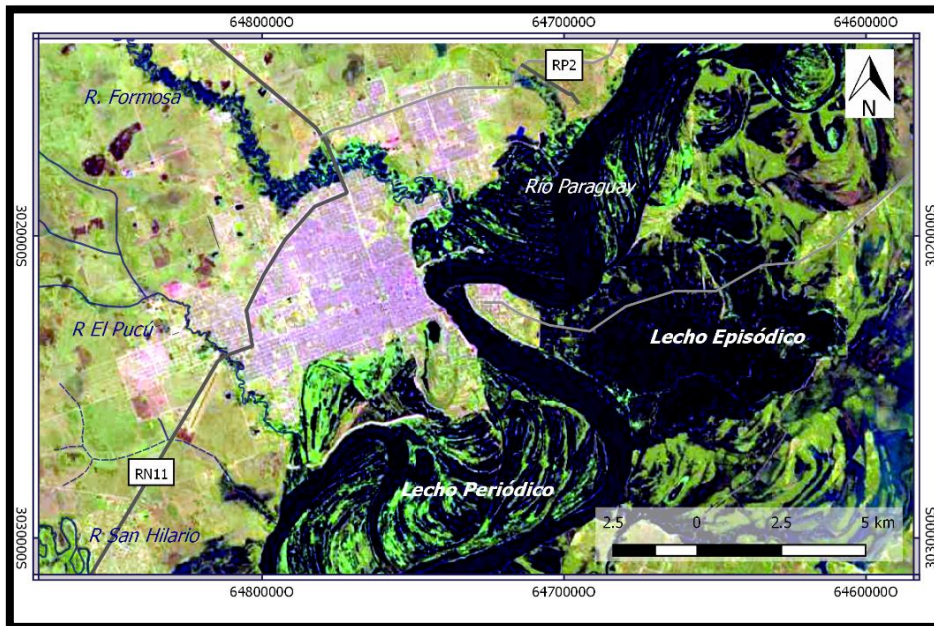 6480000O 6470000O 6460000O
RP2
N
R. Formosa
Río Paraguay
3020000S 3020000S
R El Pucú
Lecho Episódico
RN11
Lecho Periódico
R San Hilario
2.5 0 2.5 5 km
3030000S 3030000S
6480000O 6470000O 6460000O